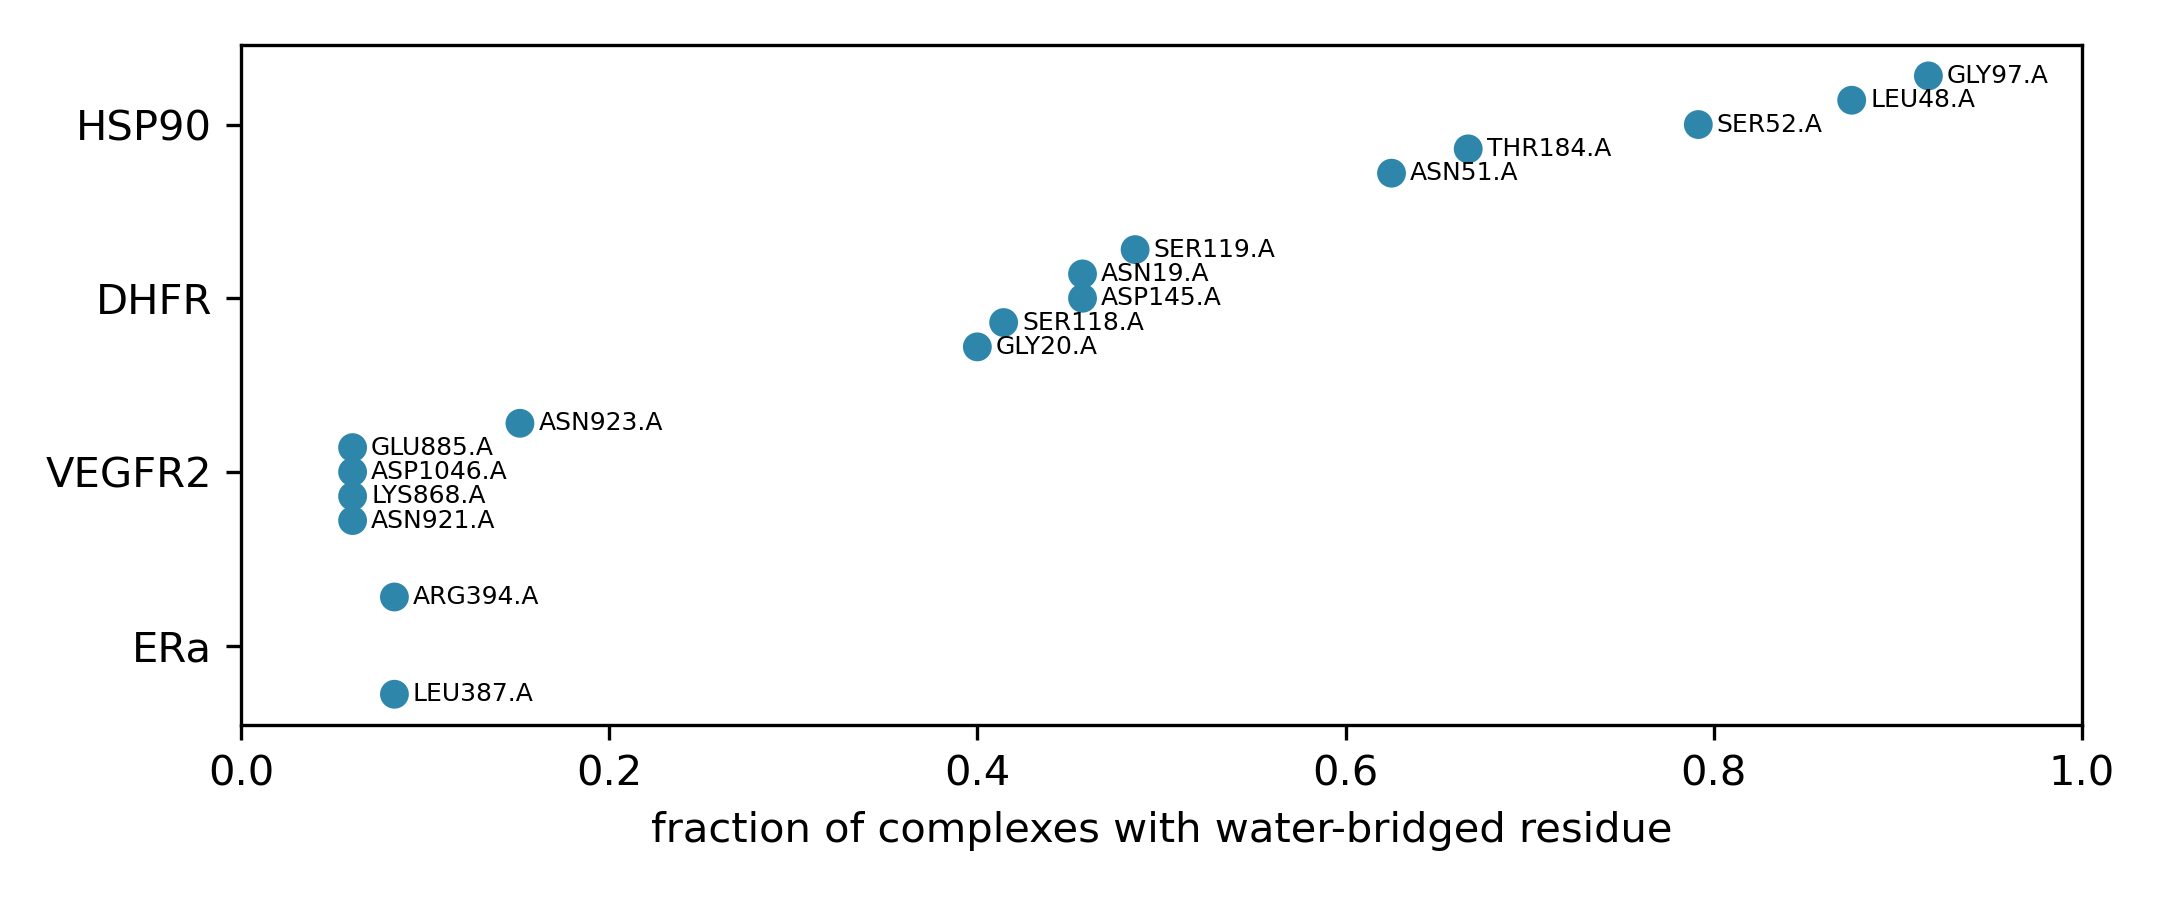 HSP90
GLY97.A
LEU48.A
SER52.A
THR184.A
ASN51.A
DHFR
SER119.A
ASN19.A
ASP145.A
SER118.A
GLY20.A
VEGFR2
ASN923.A
GLU885.A
ASP1046.A
LYS868.A
ASN921.A
ERa
ARG394.A
LEU387.A
0.0 0.2 0.4 0.6 0.8 1.0
fraction of complexes with water-bridged residue